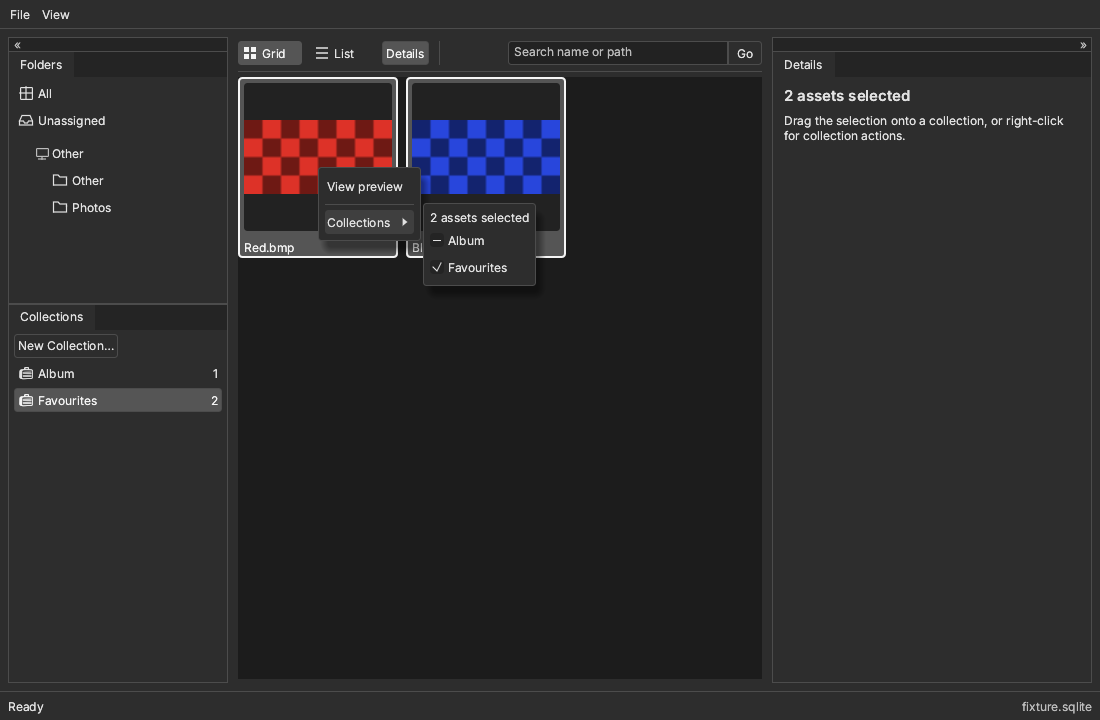 File View
«
Folders
All
Unassigned
Other
Other
Photos
Collections
New Collection...
Album 1
Favourites 2
Grid List Details
Search name or path
Go
Red.bmp
View preview
Collections
2 assets selected
Album
Favourites
»
Details
2 assets selected
Drag the selection onto a collection, or right-click
for collection actions.
Ready
fixture.sqlite